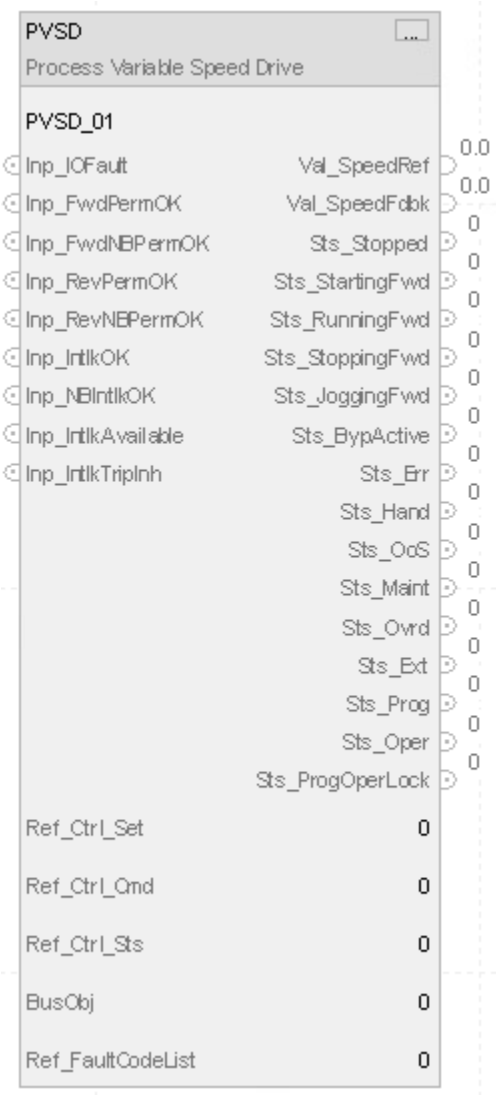 PVSD ...
Process Variable Speed Drive
PVSD_01
Inp_IOFault Val_SpeedRef 0.0
Inp_FwdPermOK Val_SpeedFdbk 0.0
Inp_FwdNBPermOK Sts_Stopped 0
Inp_RevPermOK Sts_StartingFwd 0
Inp_RevNBPermOK Sts_RunningFwd 0
Inp_IntlkOK Sts_StoppingFwd 0
Inp_NBIntlkOK Sts_JoggingFwd 0
Inp_IntlkAvailable Sts_BypActive 0
Inp_IntlkTripInh Sts_Err 0
Sts_Hand 0
Sts_OoS 0
Sts_Maint 0
Sts_Ovrd 0
Sts_Ext 0
Sts_Prog 0
Sts_Oper 0
Sts_ProgOperLock 0
Ref_Ctrl_Set 0
Ref_Ctrl_Cmd 0
Ref_Ctrl_Sts 0
BusObj 0
Ref_FaultCodeList 0